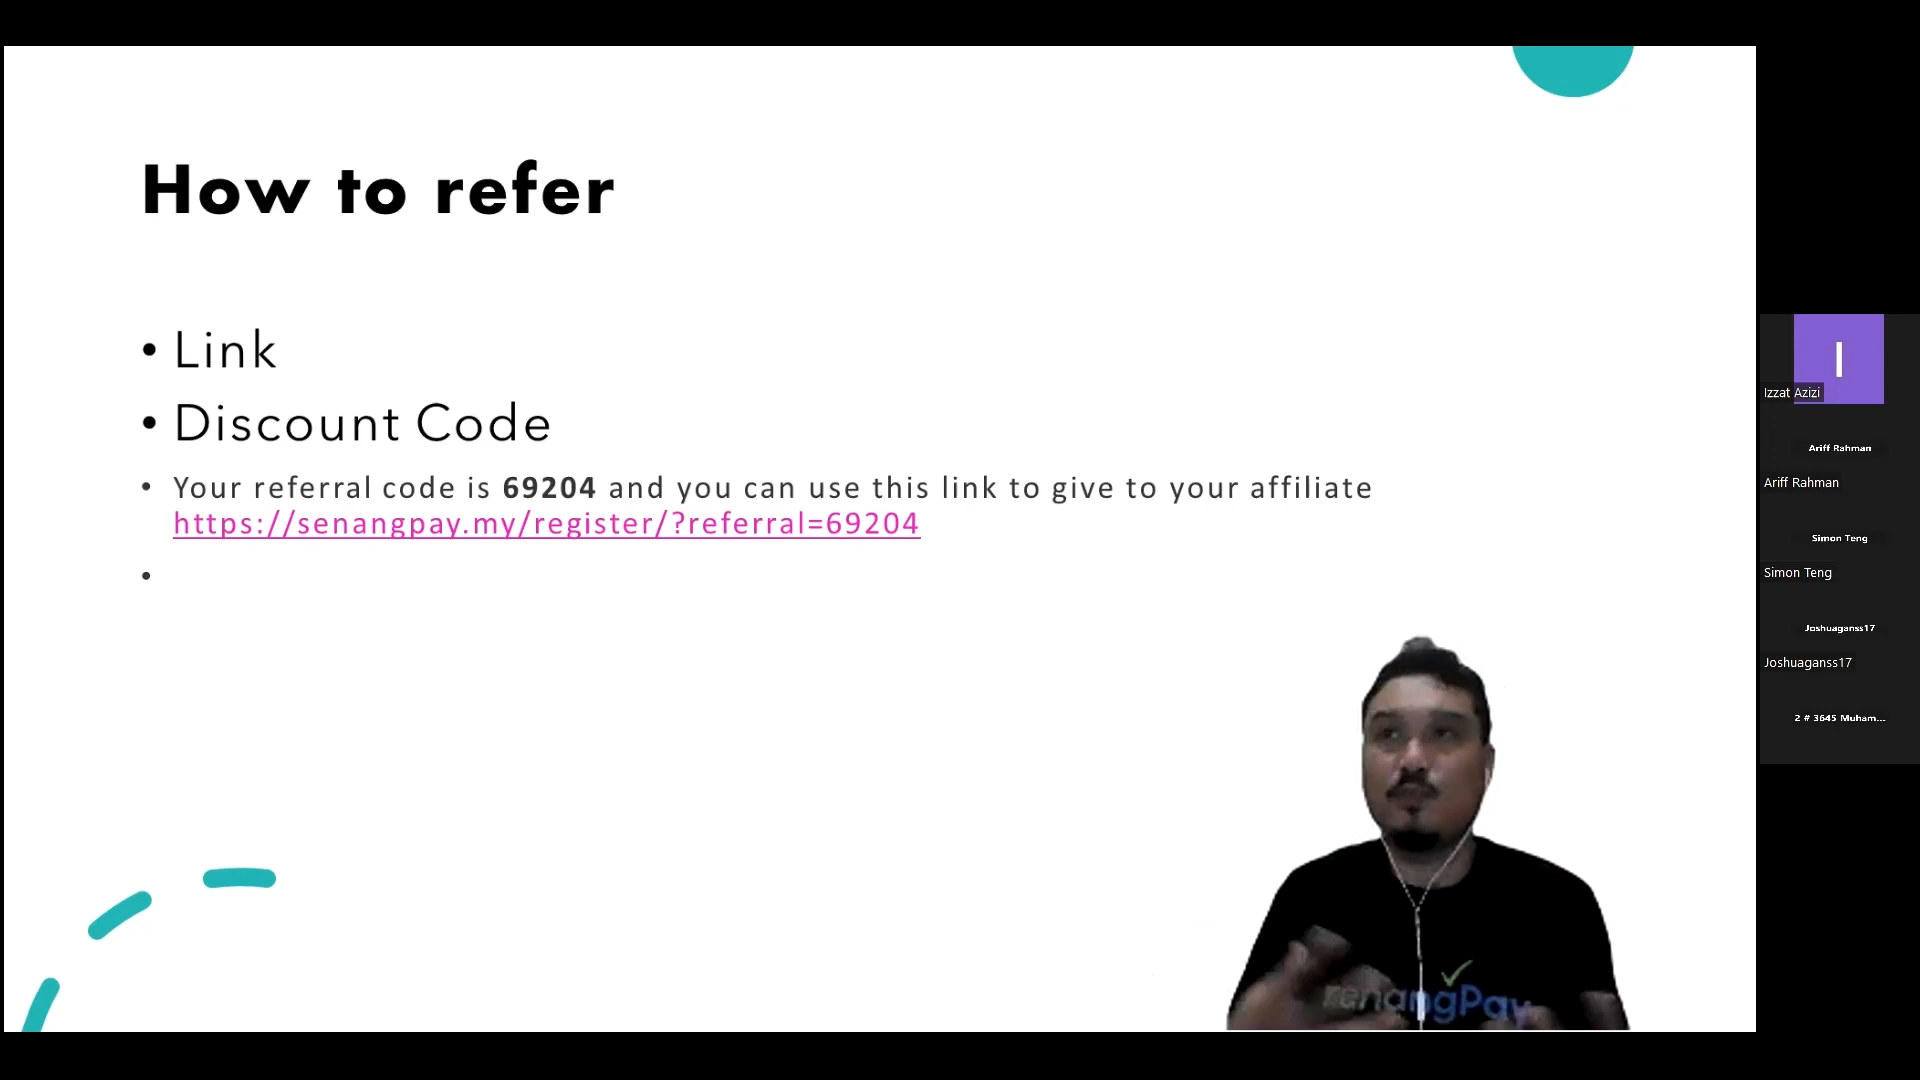 How to refer
• Link
• Discount Code
• Your referral code is 69204 and you can use this link to give to your affiliate
https://senangpay.my/register/?referral=69204
•
I
Izzat Azizi
Ariff Rahman
Ariff Rahman
Simon Teng
Simon Teng
Joshuaganss17
Joshuaganss17
2 # 3645 Muham...
senangPay